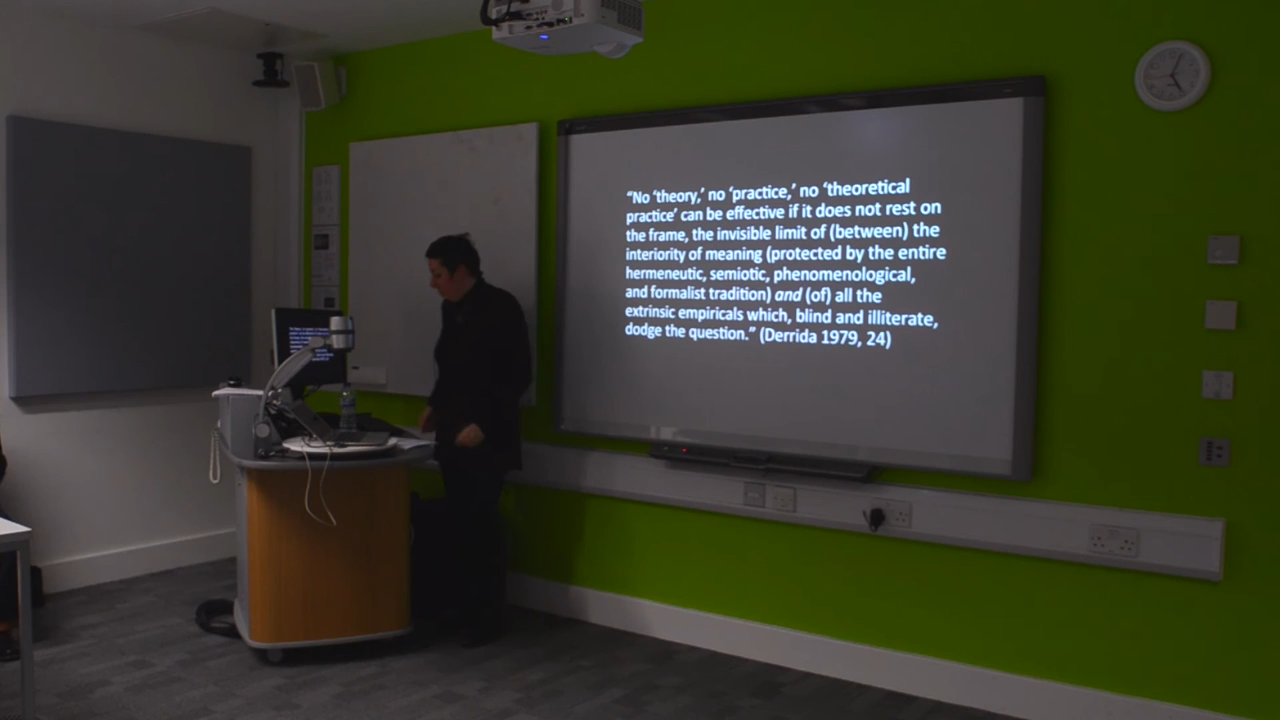 “No ‘theory,’ no ‘practice,’ no ‘theoretical
practice’ can be effective if it does not rest on
the frame, the invisible limit of (between) the
interiority of meaning (protected by the entire
hermeneutic, semiotic, phenomenological,
and formalist tradition) and (of) all the
extrinsic empiricals which, blind and illiterate,
dodge the question.” (Derrida 1979, 24)